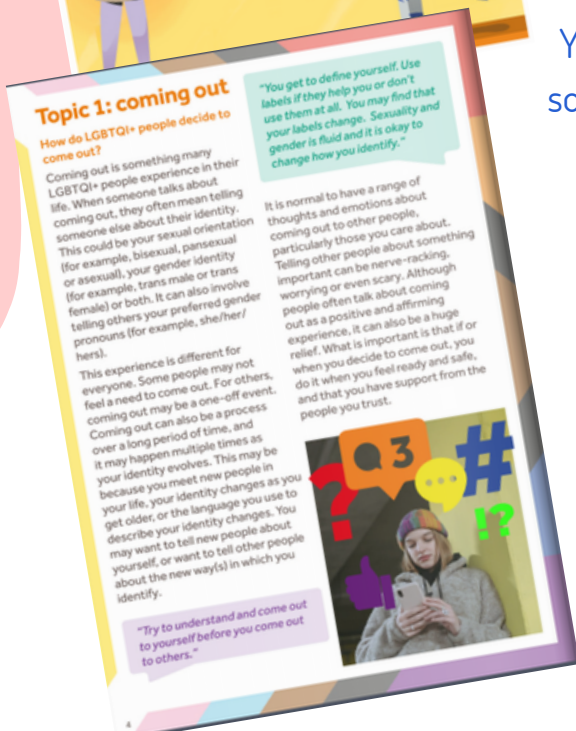 Topic 1: coming out
How do LGBTQI+ people decide to
come out?
Coming out is something many
LGBTQI+ people experience in their
life. When someone talks about
coming out, they often mean telling
someone else about their identity.
This could be your sexual orientation
(for example, bisexual, pansexual
or asexual), your gender identity
(for example, trans male or trans
female) or both. It can also involve
telling others your preferred gender
pronouns (for example, she/her/
hers).
This experience is different for
everyone. Some people may not
feel a need to come out. For others,
coming out may be a one-off event.
Coming out can also be a process
over a long period of time, and
it may happen multiple times as
your identity evolves. This may be
because you meet new people in
your life, your identity changes as you
get older, or the language you use to
describe your identity changes. You
may want to tell new people about
yourself, or want to tell other people
about the new way(s) in which you
identify.
"Try to understand and come out
to yourself before you come out
to others."
"You get to define yourself. Use
labels if they help you or don't
use them at all. You may find that
your labels change. Sexuality and
gender is fluid and it is okay to
change how you identify."
It is normal to have a range of
thoughts and emotions about
coming out to other people,
particularly those you care about.
Telling other people about something
important can be nerve-racking,
worrying or even scary. Although
people often talk about coming
out as a positive and affirming
experience, it can also be a huge
relief. What is important is that if or
when you decide to come out, you
do it when you feel ready and safe,
and that you have support from the
people you trust.
3
?
#
!?
4
Y
so